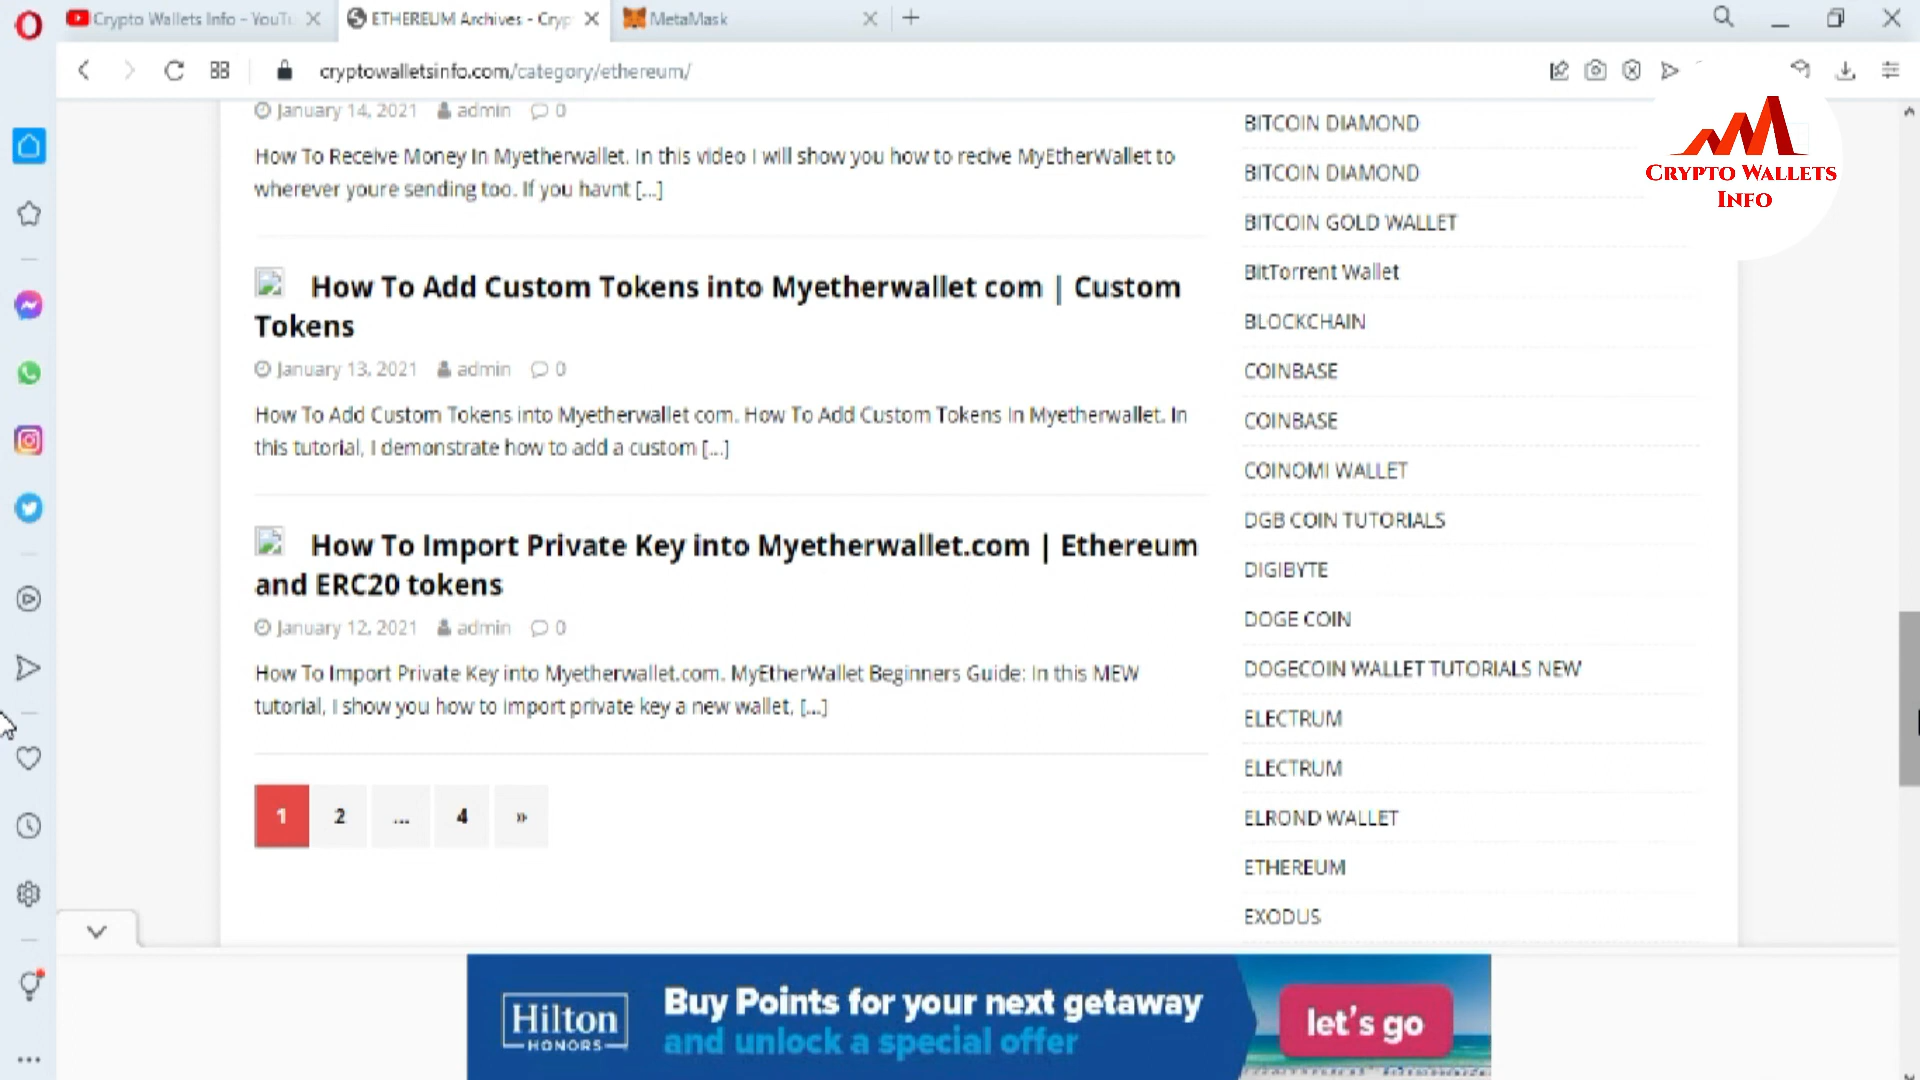 Crypto Wallets Info - YouTu
ETHEREUM Archives - Cryp
MetaMask
cryptowalletsinfo.com/category/ethereum/
January 14, 2021 admin 0
How To Receive Money In Myetherwallet. In this video I will show you how to recive MyEtherWallet to
wherever youre sending too. If you havnt [...]
How To Add Custom Tokens into Myetherwallet com | Custom
Tokens
January 13, 2021 admin 0
How To Add Custom Tokens into Myetherwallet com. How To Add Custom Tokens In Myetherwallet. In
this tutorial, I demonstrate how to add a custom [...]
How To Import Private Key into Myetherwallet.com | Ethereum
and ERC20 tokens
January 12, 2021 admin 0
How To Import Private Key into Myetherwallet.com. MyEtherWallet Beginners Guide: In this MEW
tutorial, I show you how to import private key a new wallet, [...]
1 2 ... 4 »
BITCOIN DIAMOND
BITCOIN DIAMOND
BITCOIN GOLD WALLET
BitTorrent Wallet
BLOCKCHAIN
COINBASE
COINBASE
COINOMI WALLET
DGB COIN TUTORIALS
DIGIBYTE
DOGE COIN
DOGECOIN WALLET TUTORIALS NEW
ELECTRUM
ELECTRUM
ELROND WALLET
ETHEREUM
EXODUS
CRYPTO WALLETS
INFO
Hilton
HONORS
Buy Points for your next getaway
and unlock a special offer
let's go